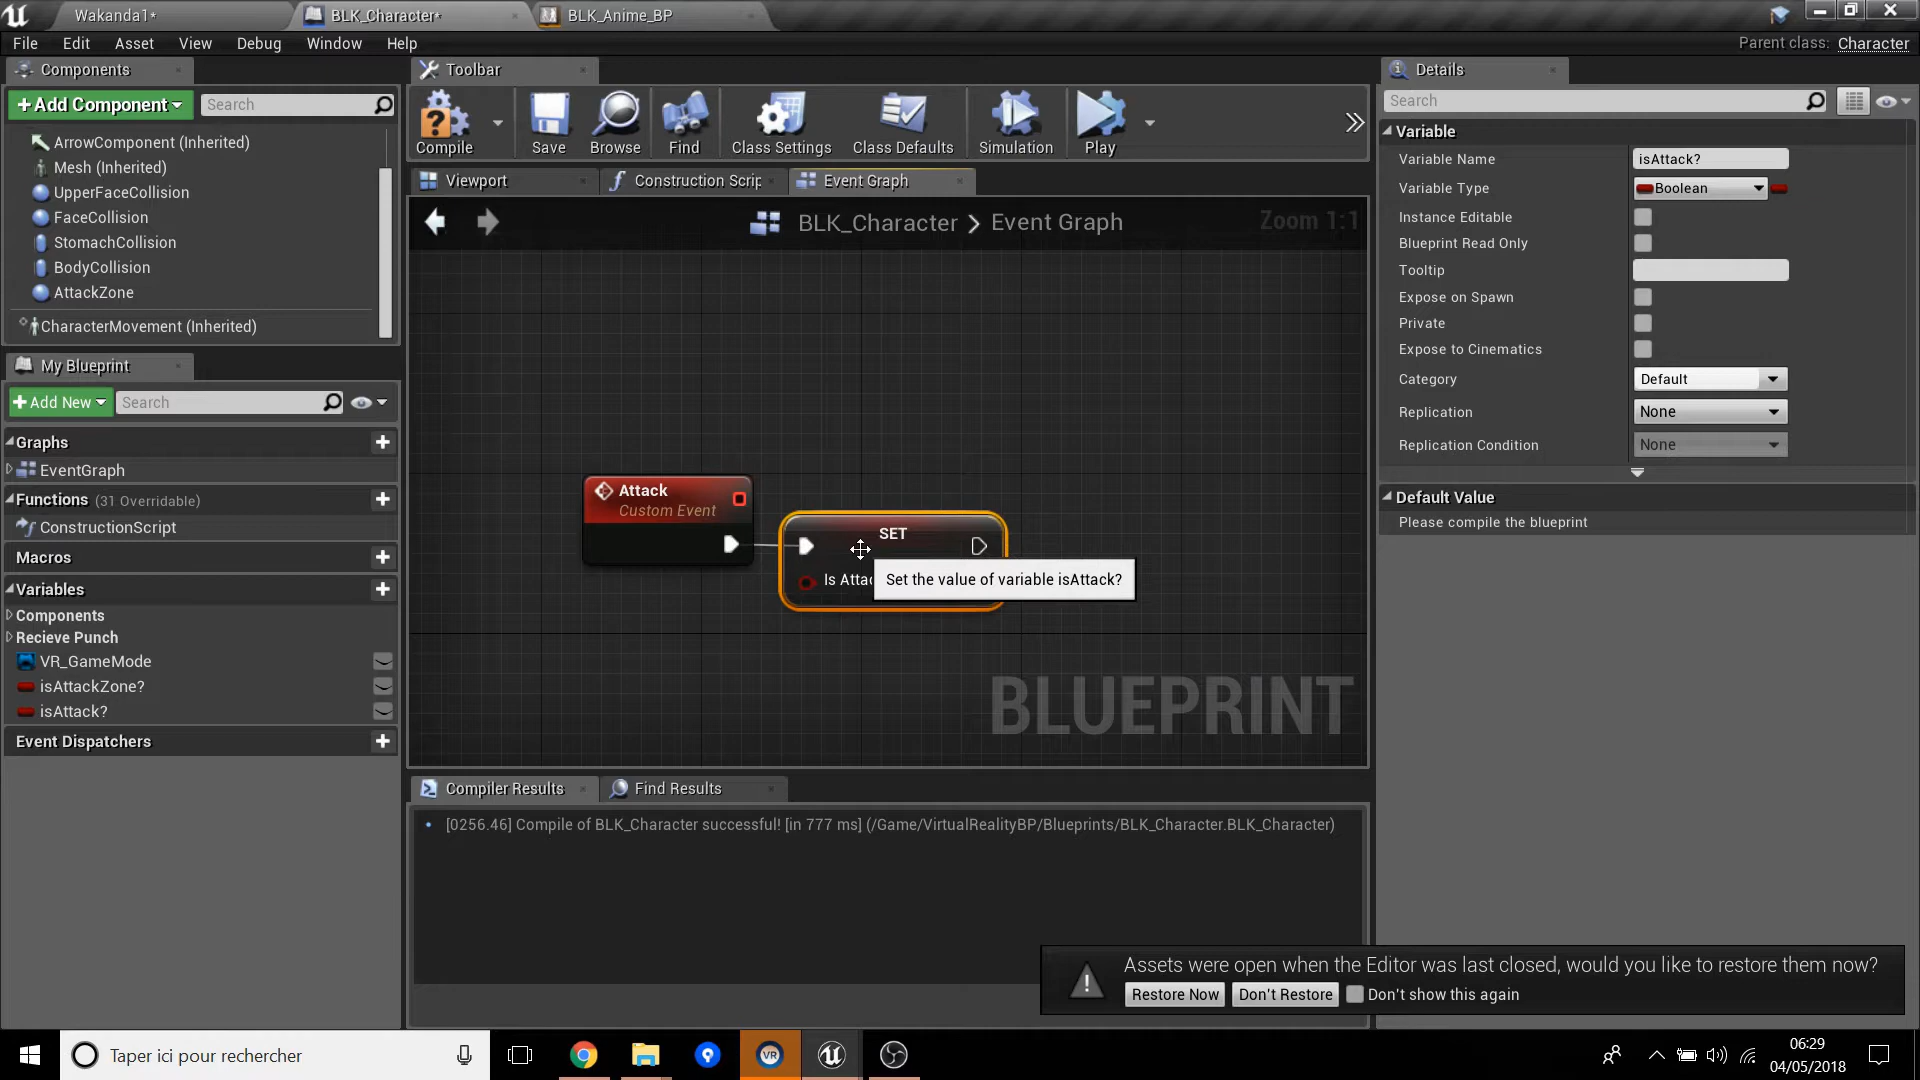 Wakanda1*
BLK_Character*
BLK_Anime_BP
File Edit Asset View Debug Window Help
Parent class: Character
Components
+Add Component
Search
ArrowComponent (Inherited)
Mesh (Inherited)
UpperFaceCollision
FaceCollision
StomachCollision
BodyCollision
AttackZone
CharacterMovement (Inherited)
My Blueprint
+Add New
Search
Graphs
EventGraph
Functions (31 Overridable)
ConstructionScript
Macros
Variables
Components
Recieve Punch
VR_GameMode
isAttackZone?
isAttack?
Event Dispatchers
Toolbar
Compile Save Browse Find Class Settings Class Defaults Simulation Play
Viewport
Construction Scrip
Event Graph
BLK_Character > Event Graph
Zoom 1:1
Attack
Custom Event
SET
Is Attac
Set the value of variable isAttack?
BLUEPRINT
Compiler Results
Find Results
[0256.46] Compile of BLK_Character successful! [in 777 ms] (/Game/VirtualRealityBP/Blueprints/BLK_Character.BLK_Character)
Details
Search
Variable
Variable Name isAttack?
Variable Type Boolean
Instance Editable
Blueprint Read Only
Tooltip
Expose on Spawn
Private
Expose to Cinematics
Category Default
Replication None
Replication Condition None
Default Value
Please compile the blueprint
Assets were open when the Editor was last closed, would you like to restore them now?
Restore Now Don't Restore Don't show this again
Taper ici pour rechercher
VR
06:29
04/05/2018